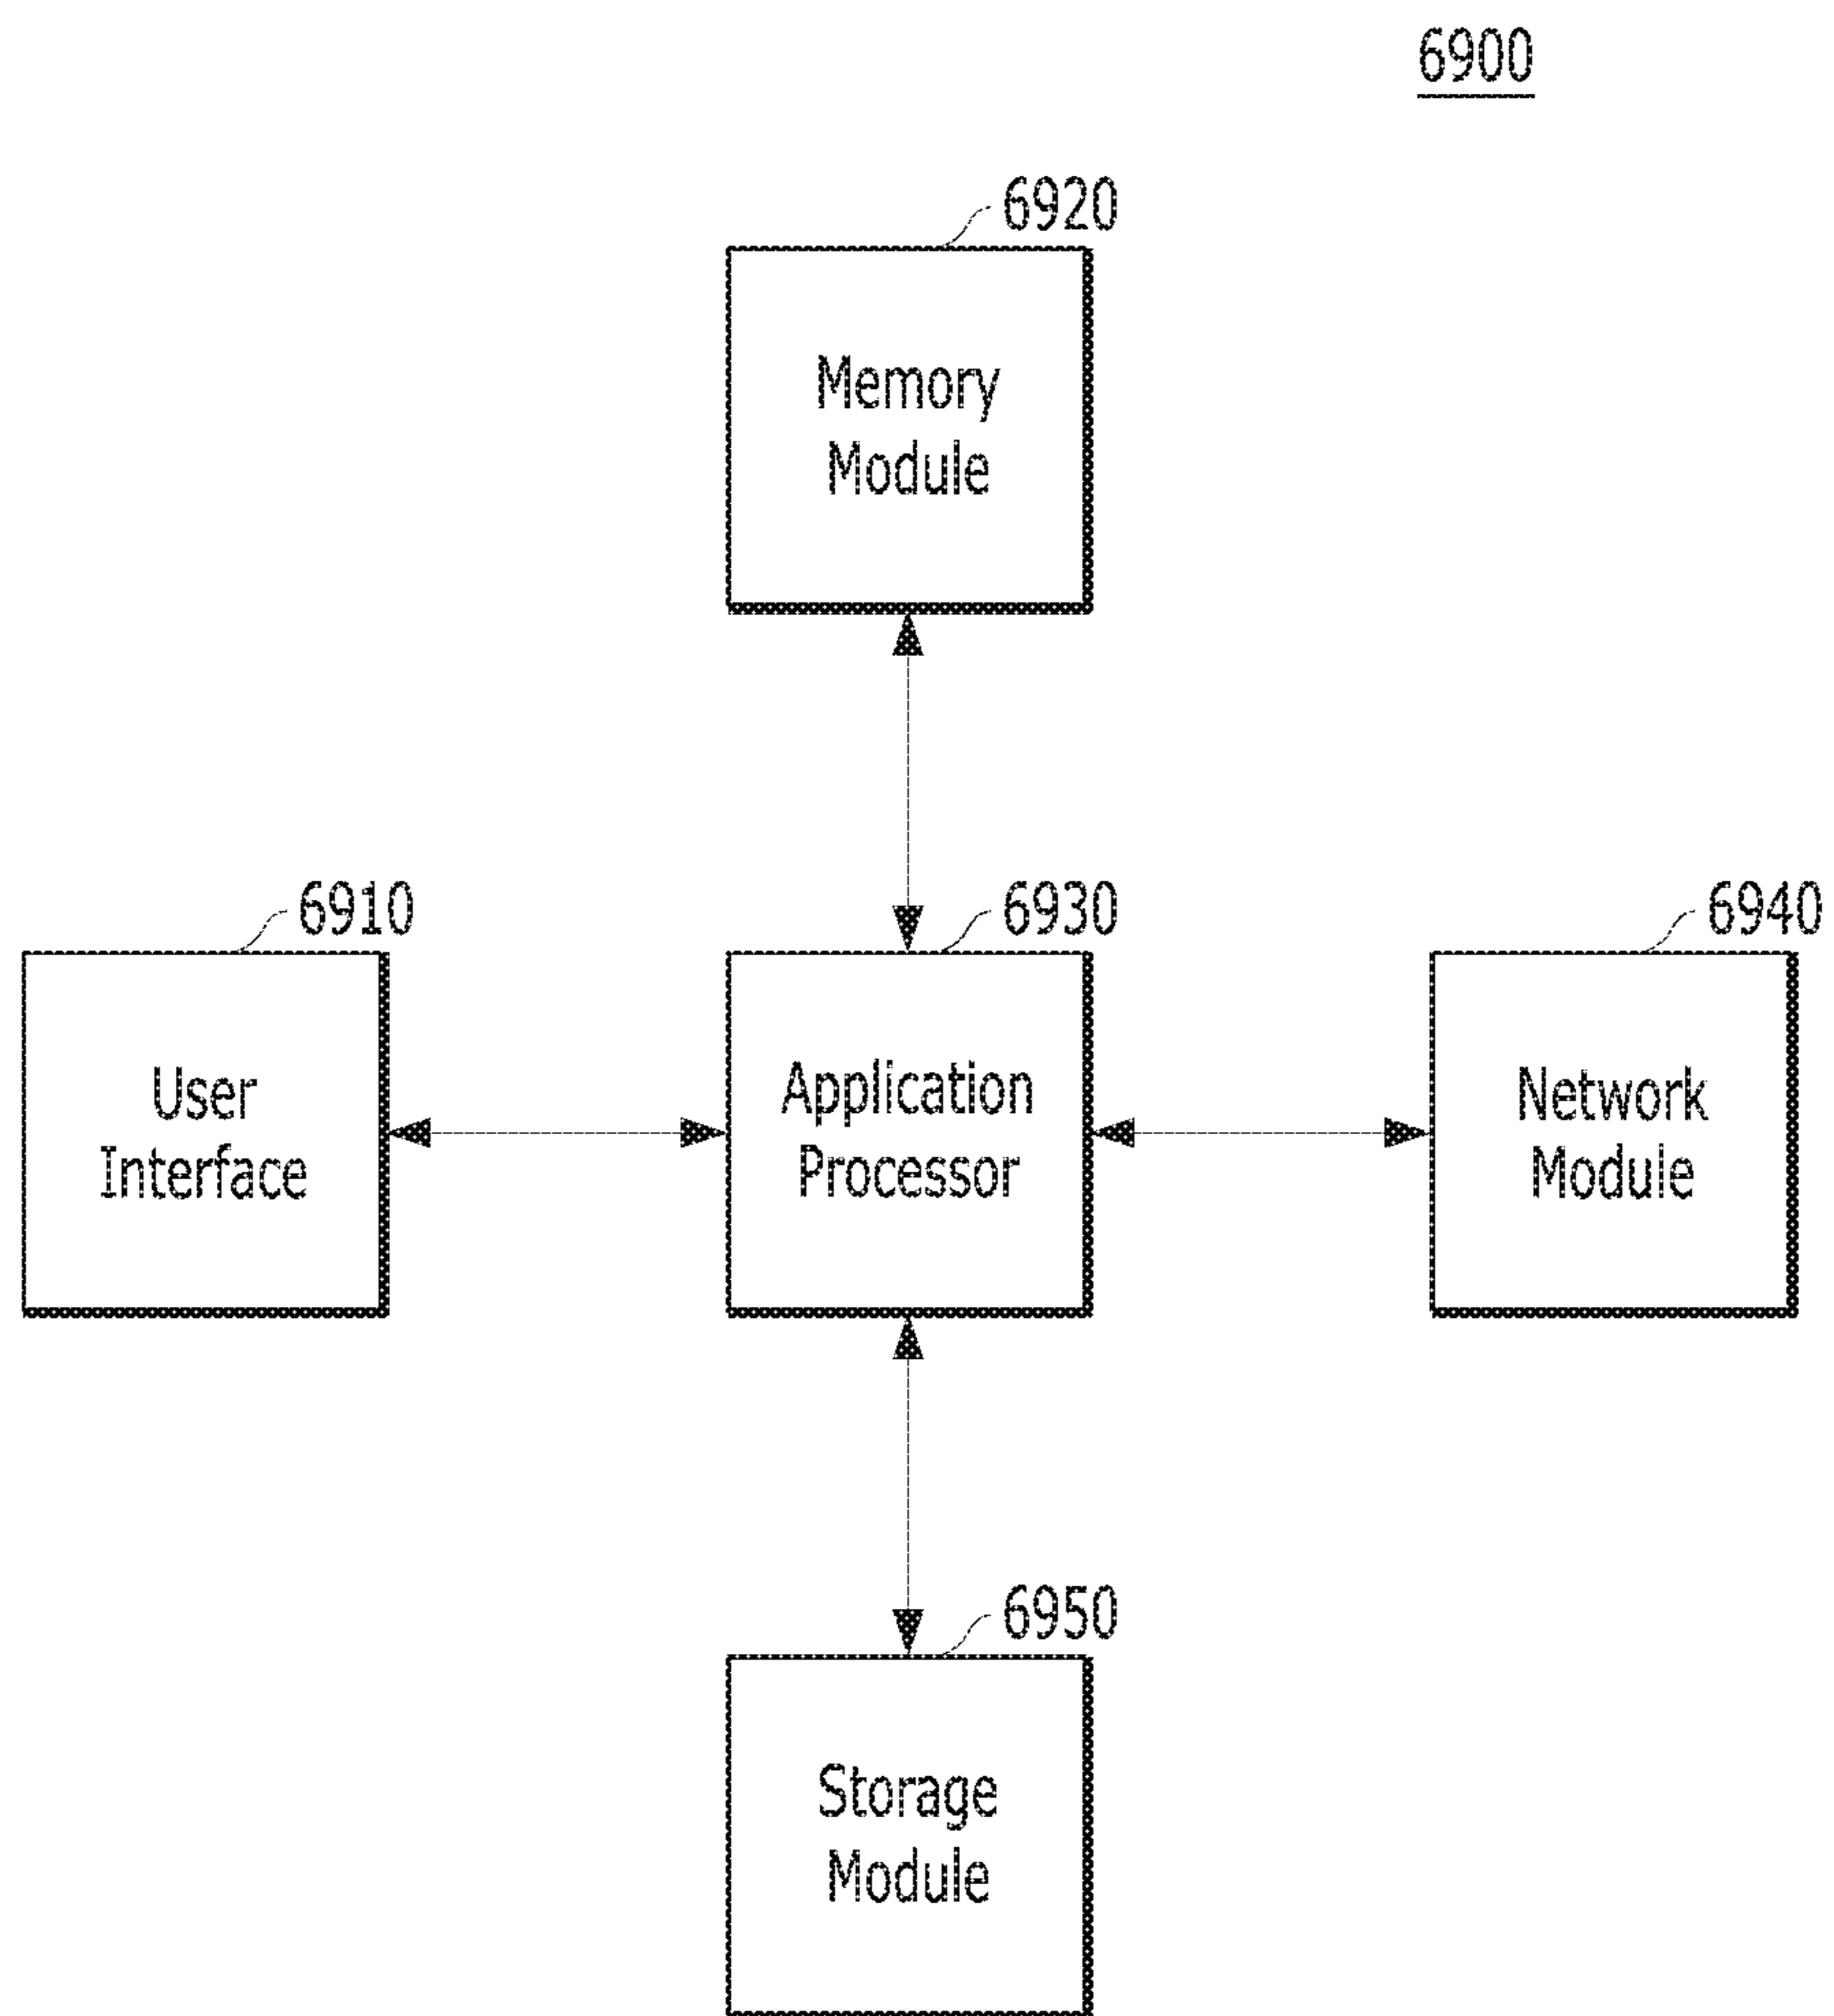 6900
6920
Memory
Module
6910
6930
6940
User
Interface
Application
Processor
Network
Module
6950
Storage
Module